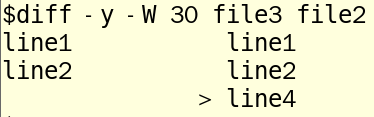 $diff -y -W 30 file3 file2
line1           line1
line2           line2
              > line4